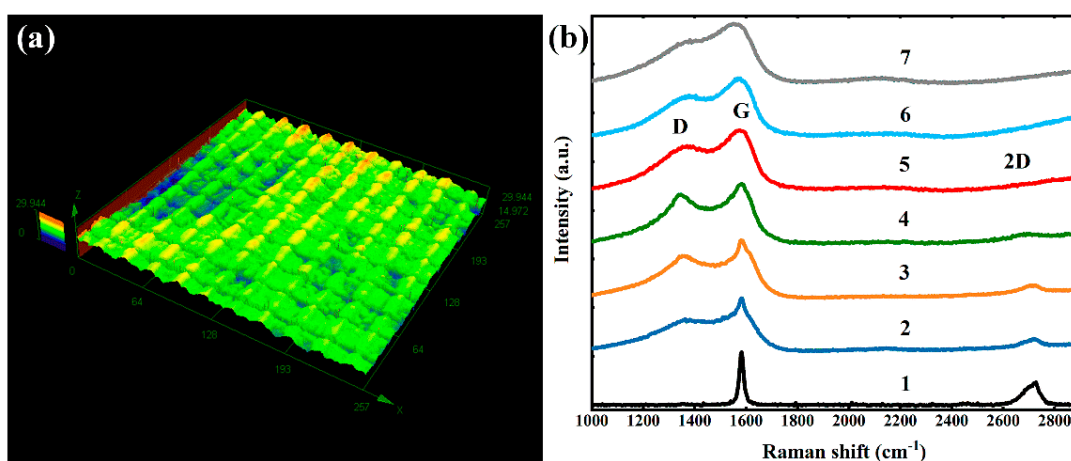 (a)
Z
29.944
0
0
64
128
193
257
X
64
128
193
257
14.972
29.944
(b)
7
6
5
4
3
2
1
D
G
2D
Intensity (a.u.)
1000 1200 1400 1600 1800 2000 2200 2400 2600 2800
Raman shift (cm⁻¹)